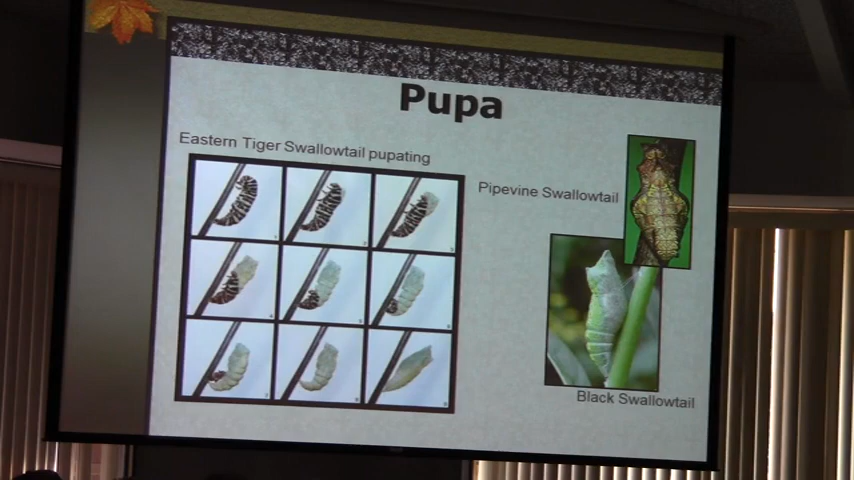 Pupa
Eastern Tiger Swallowtail pupating
Pipevine Swallowtail
Black Swallowtail